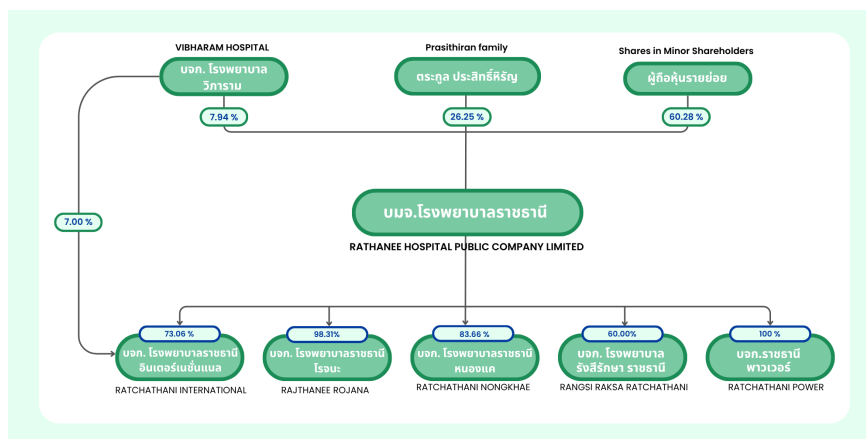 VIBHARAM HOSPITAL
Prasithiran family
Shares in Minor Shareholders
บจก. โรงพยาบาล
วิภาราม
ตระกูล ประสิทธิ์หิรัญ
ผู้ถือหุ้นรายย่อย
7.94 %
26.25 %
60.28 %
7.00 %
บมจ.โรงพยาบาลราชธานี
RATHANEE HOSPITAL PUBLIC COMPANY LIMITED
73.06 %
98.31%
83.66 %
60.00%
100 %
บจก. โรงพยาบาลราชธานี
อินเตอร์เนชั่นแนล
บจก. โรงพยาบาลราชธานี
โรจนะ
บจก. โรงพยาบาลราชธานี
หนองแค
บจก. โรงพยาบาล
รังสีรักษา ราชธานี
บจก.ราชธานี
พาวเวอร์
RATCHATHANI INTERNATIONAL
RAJTHANEE ROJANA
RATCHATHANI NONGKHAE
RANGSI RAKSA RATCHATHANI
RATCHATHANI POWER